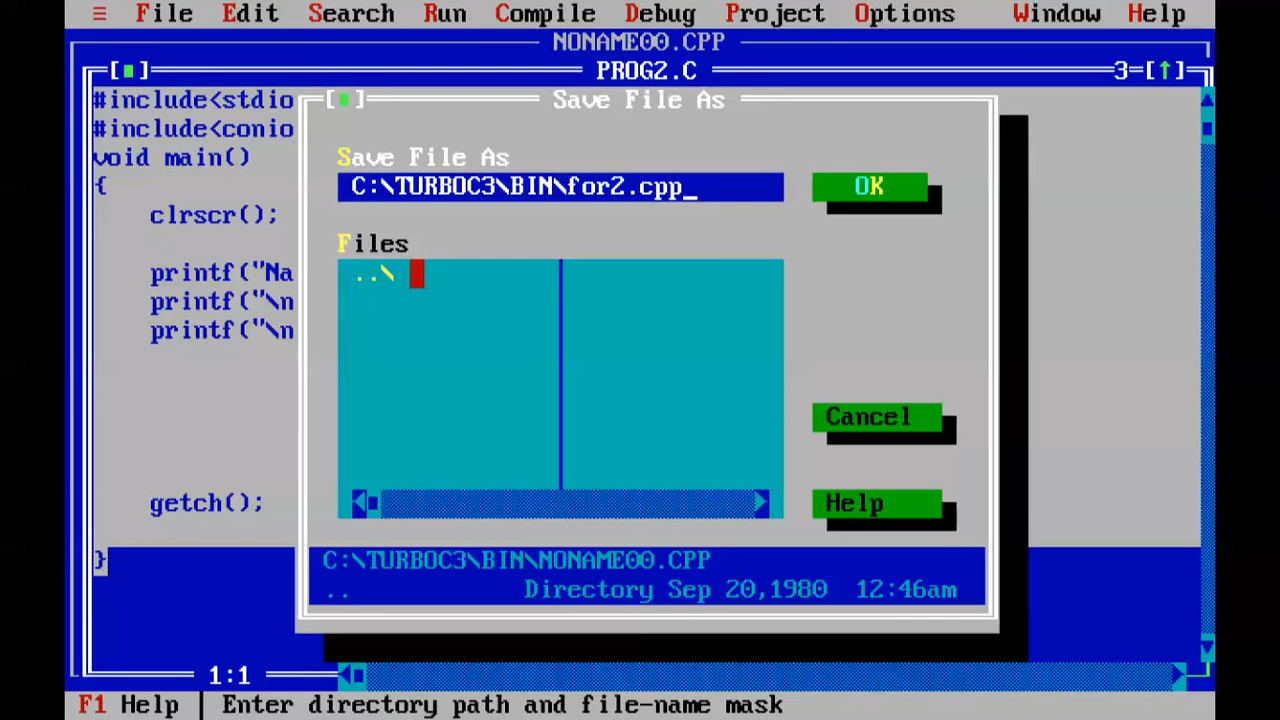 ≡ File Edit Search Run Compile Debug Project Options Window Help
NONAME00.CPP
[■] PROG2.C 3=[↑]
#include<stdio
#include<conio
void main()
{
clrscr();
printf("Na
printf("\n
printf("\n
getch();
}
1:1
[■] Save File As
Save File As
C:\TURBOC3\BIN\for2.cpp_
OK
Files
..\
Cancel
Help
C:\TURBOC3\BIN\NONAME00.CPP
.. Directory Sep 20,1980 12:46am
F1 Help │ Enter directory path and file-name mask